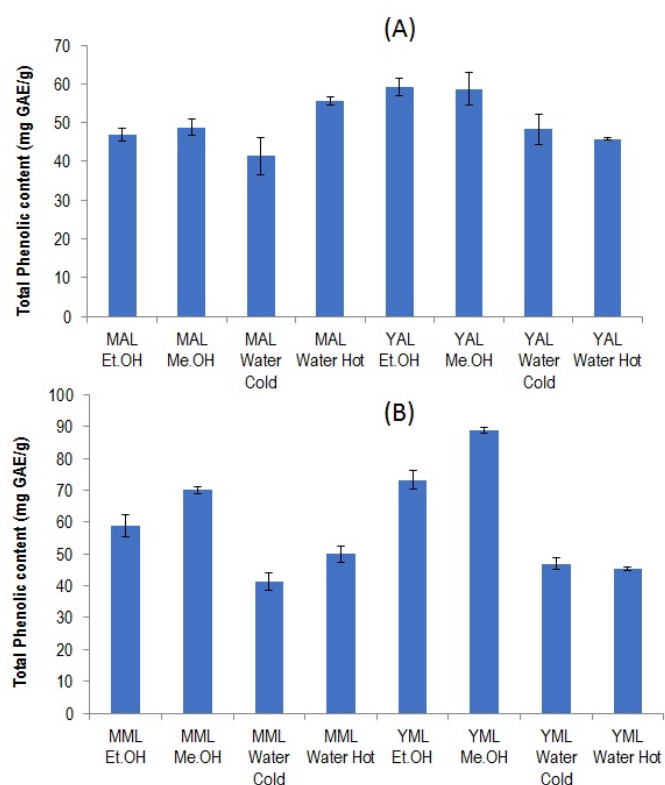 (A)
Total Phenolic content (mg GAE/g)
70
60
50
40
30
20
10
0
MAL MAL MAL MAL YAL YAL YAL YAL
Et.OH Me.OH Water Water Hot Et.OH Me.OH Water Water Hot
Cold Cold
(B)
Total Phenolic content (mg GAE/g)
100
90
80
70
60
50
40
30
20
10
0
MML MML MML MML YML YML YML YML
Et.OH Me.OH Water Water Hot Et.OH Me.OH Water Water Hot
Cold Cold